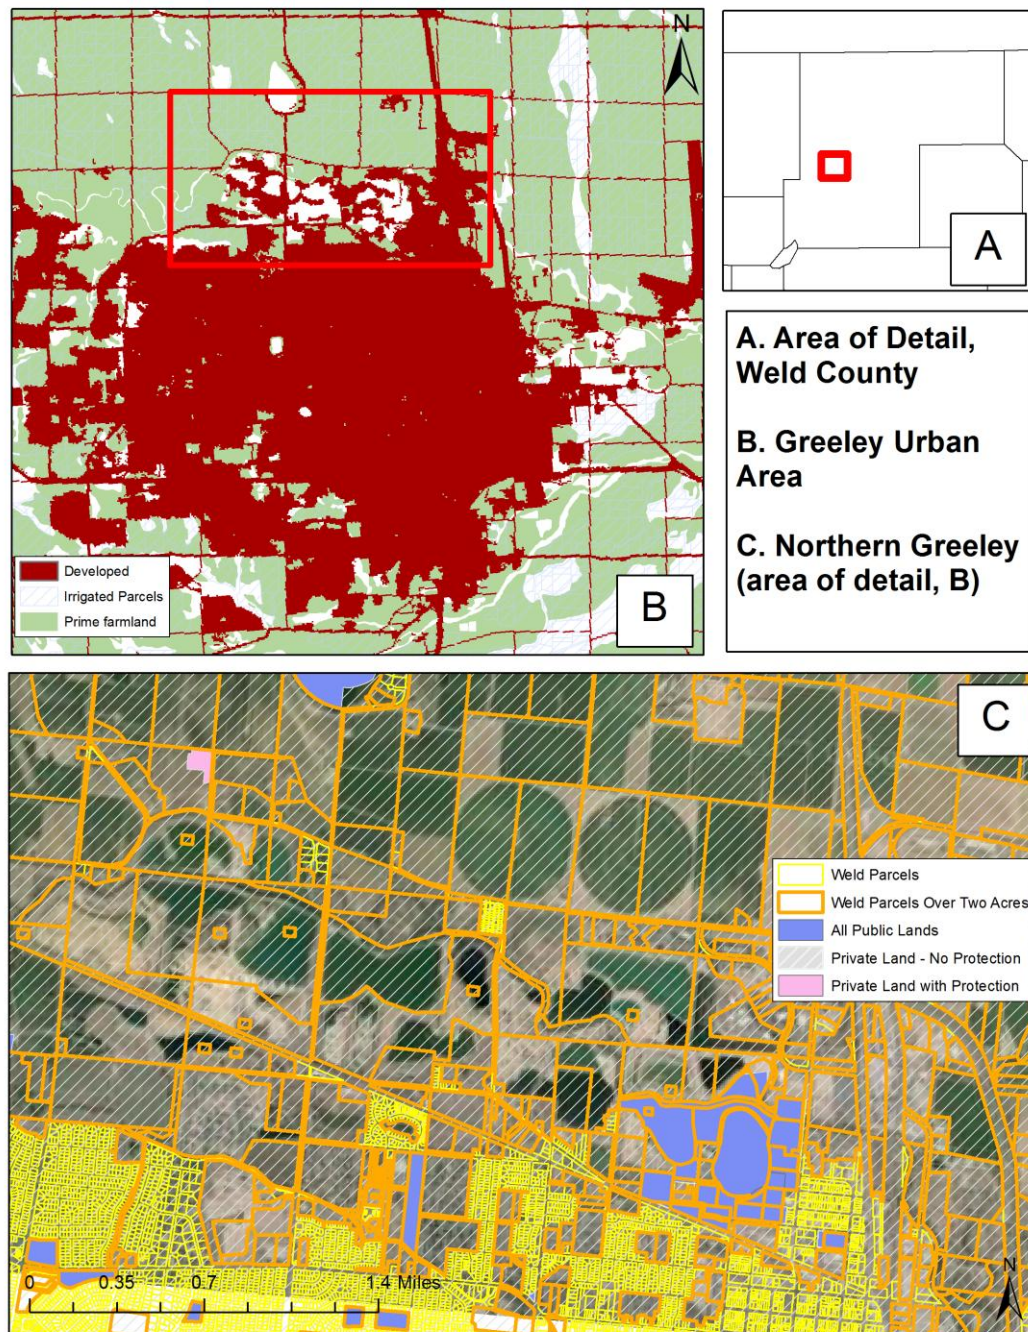 N
A
A. Area of Detail,
Weld County
B. Greeley Urban
Area
C. Northern Greeley
(area of detail, B)
Developed
Irrigated Parcels
Prime farmland
B
C
Weld Parcels
Weld Parcels Over Two Acres
All Public Lands
Private Land - No Protection
Private Land with Protection
0 0.35 0.7 1.4 Miles
N